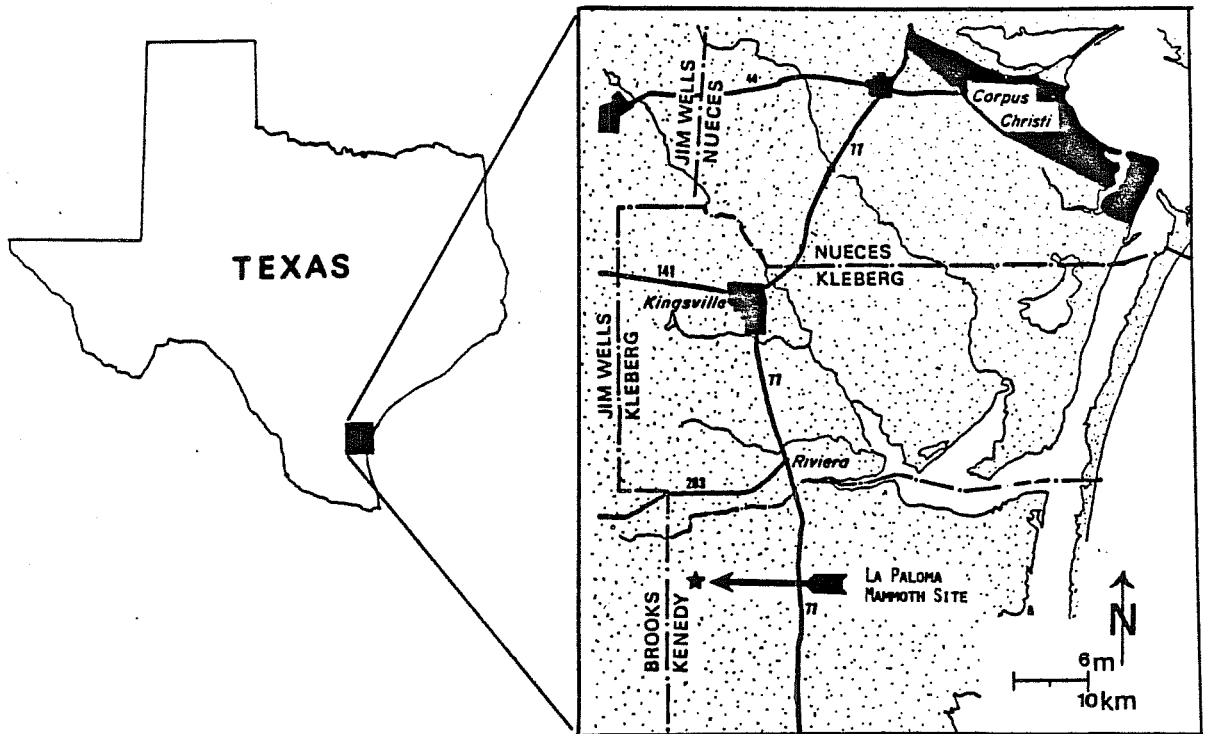 TEXAS
44
JIM WELLS
NUECES
Corpus
Christi
77
NUECES
KLEBERG
141
Kingsville
JIM WELLS
KLEBERG
77
Riviera
283
LA PALOMA
MAMMOTH SITE
77
BROOKS
KENEDY
N
6m
10km